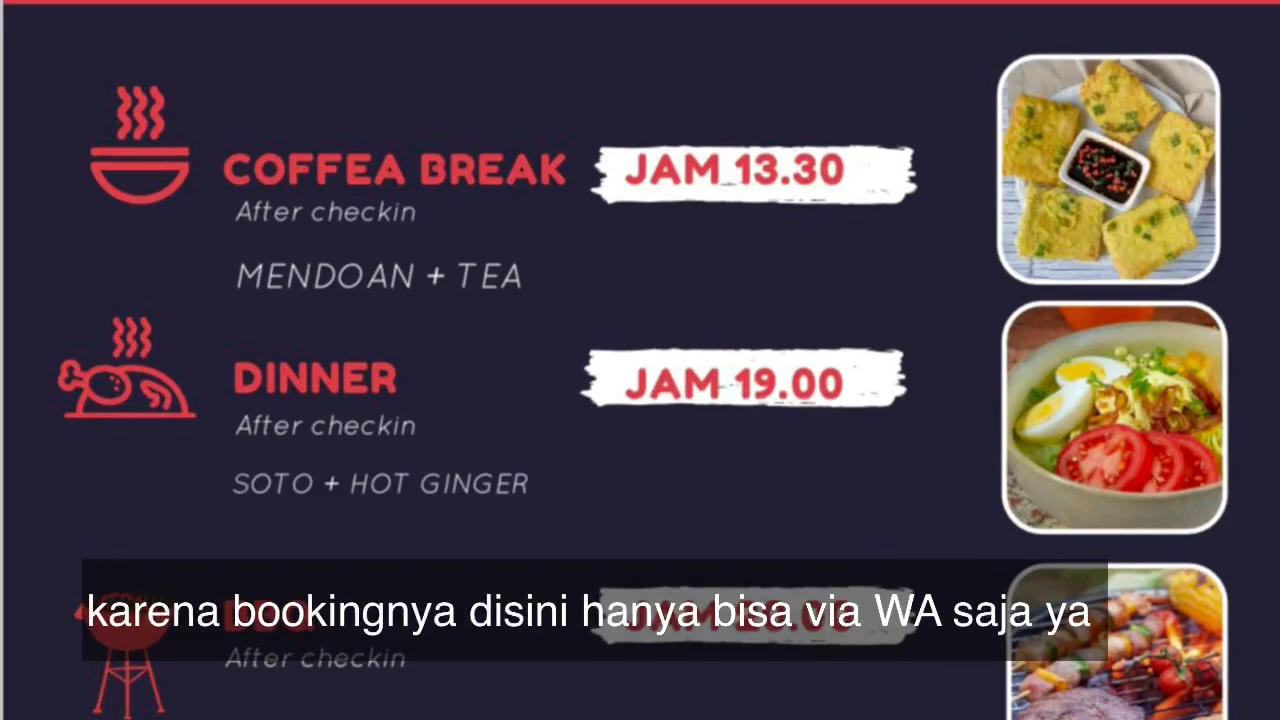 COFFEA BREAK JAM 13.30
After checkin
MENDOAN + TEA
DINNER JAM 19.00
After checkin
SOTO + HOT GINGER
BBQ
karena bookingnya disini hanya bisa via WA saja ya
After checkin